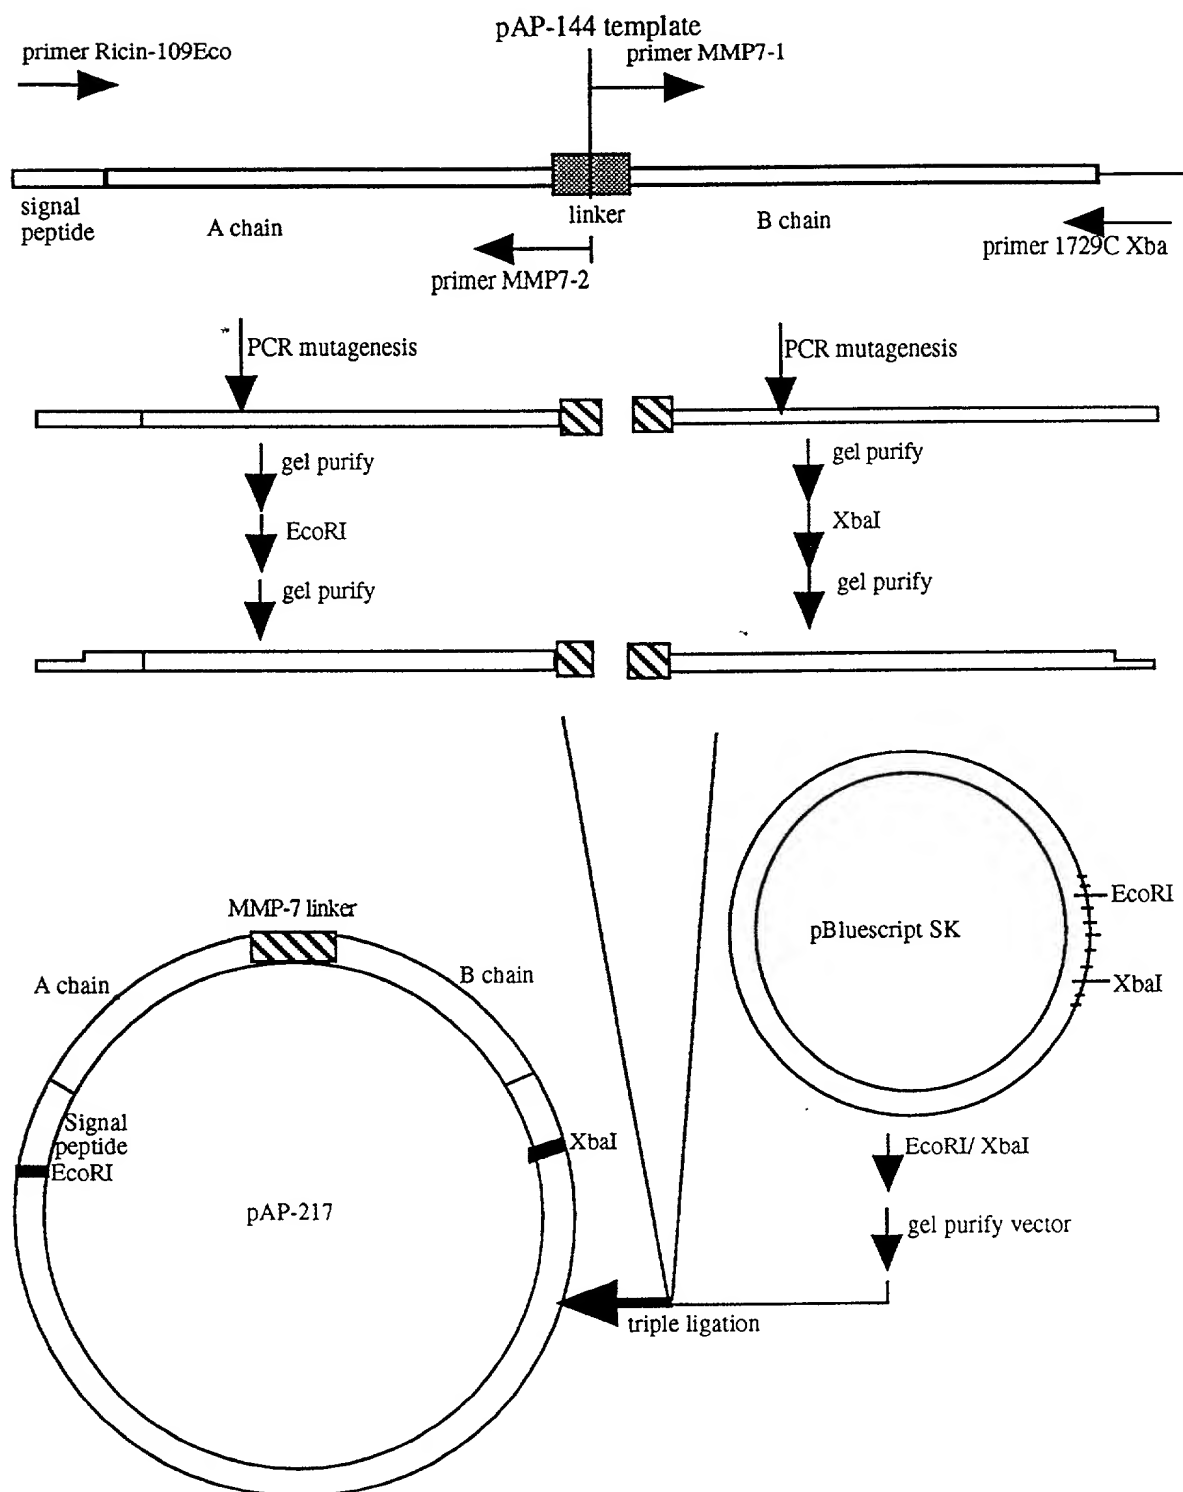 pAP-144 template
primer Ricin-109Eco
primer MMP7-1
signal
peptide
A chain
linker
B chain
primer MMP7-2
primer 1729C Xba
PCR mutagenesis
PCR mutagenesis
gel purify
gel purify
EcoRI
XbaI
gel purify
gel purify
MMP-7 linker
A chain
B chain
pBluescript SK
EcoRI
XbaI
Signal
peptide
EcoRI
XbaI
pAP-217
EcoRI/ XbaI
gel purify vector
triple ligation